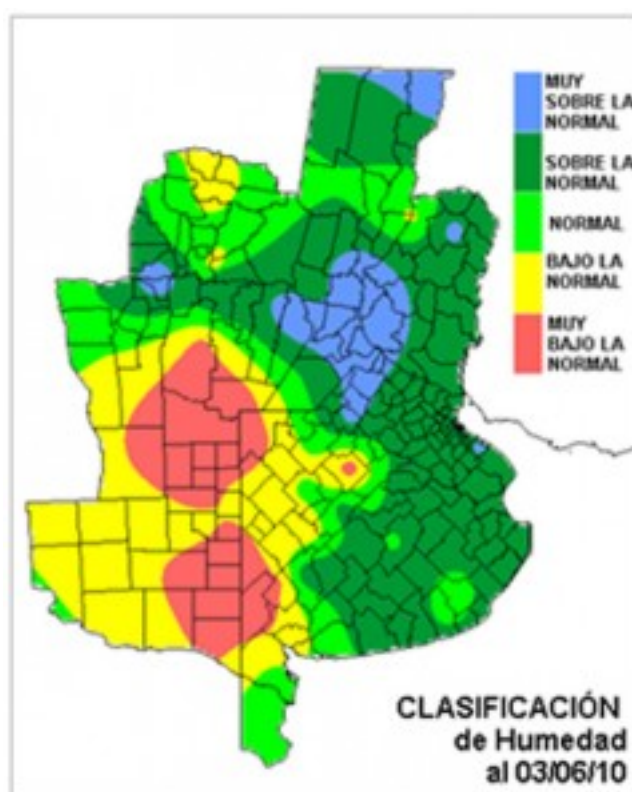 MUY
SOBRE LA
NORMAL
SOBRE LA
NORMAL
NORMAL
BAJO LA
NORMAL
MUY
BAJO LA
NORMAL
CLASIFICACIÓN
de Humedad
al 03/06/10